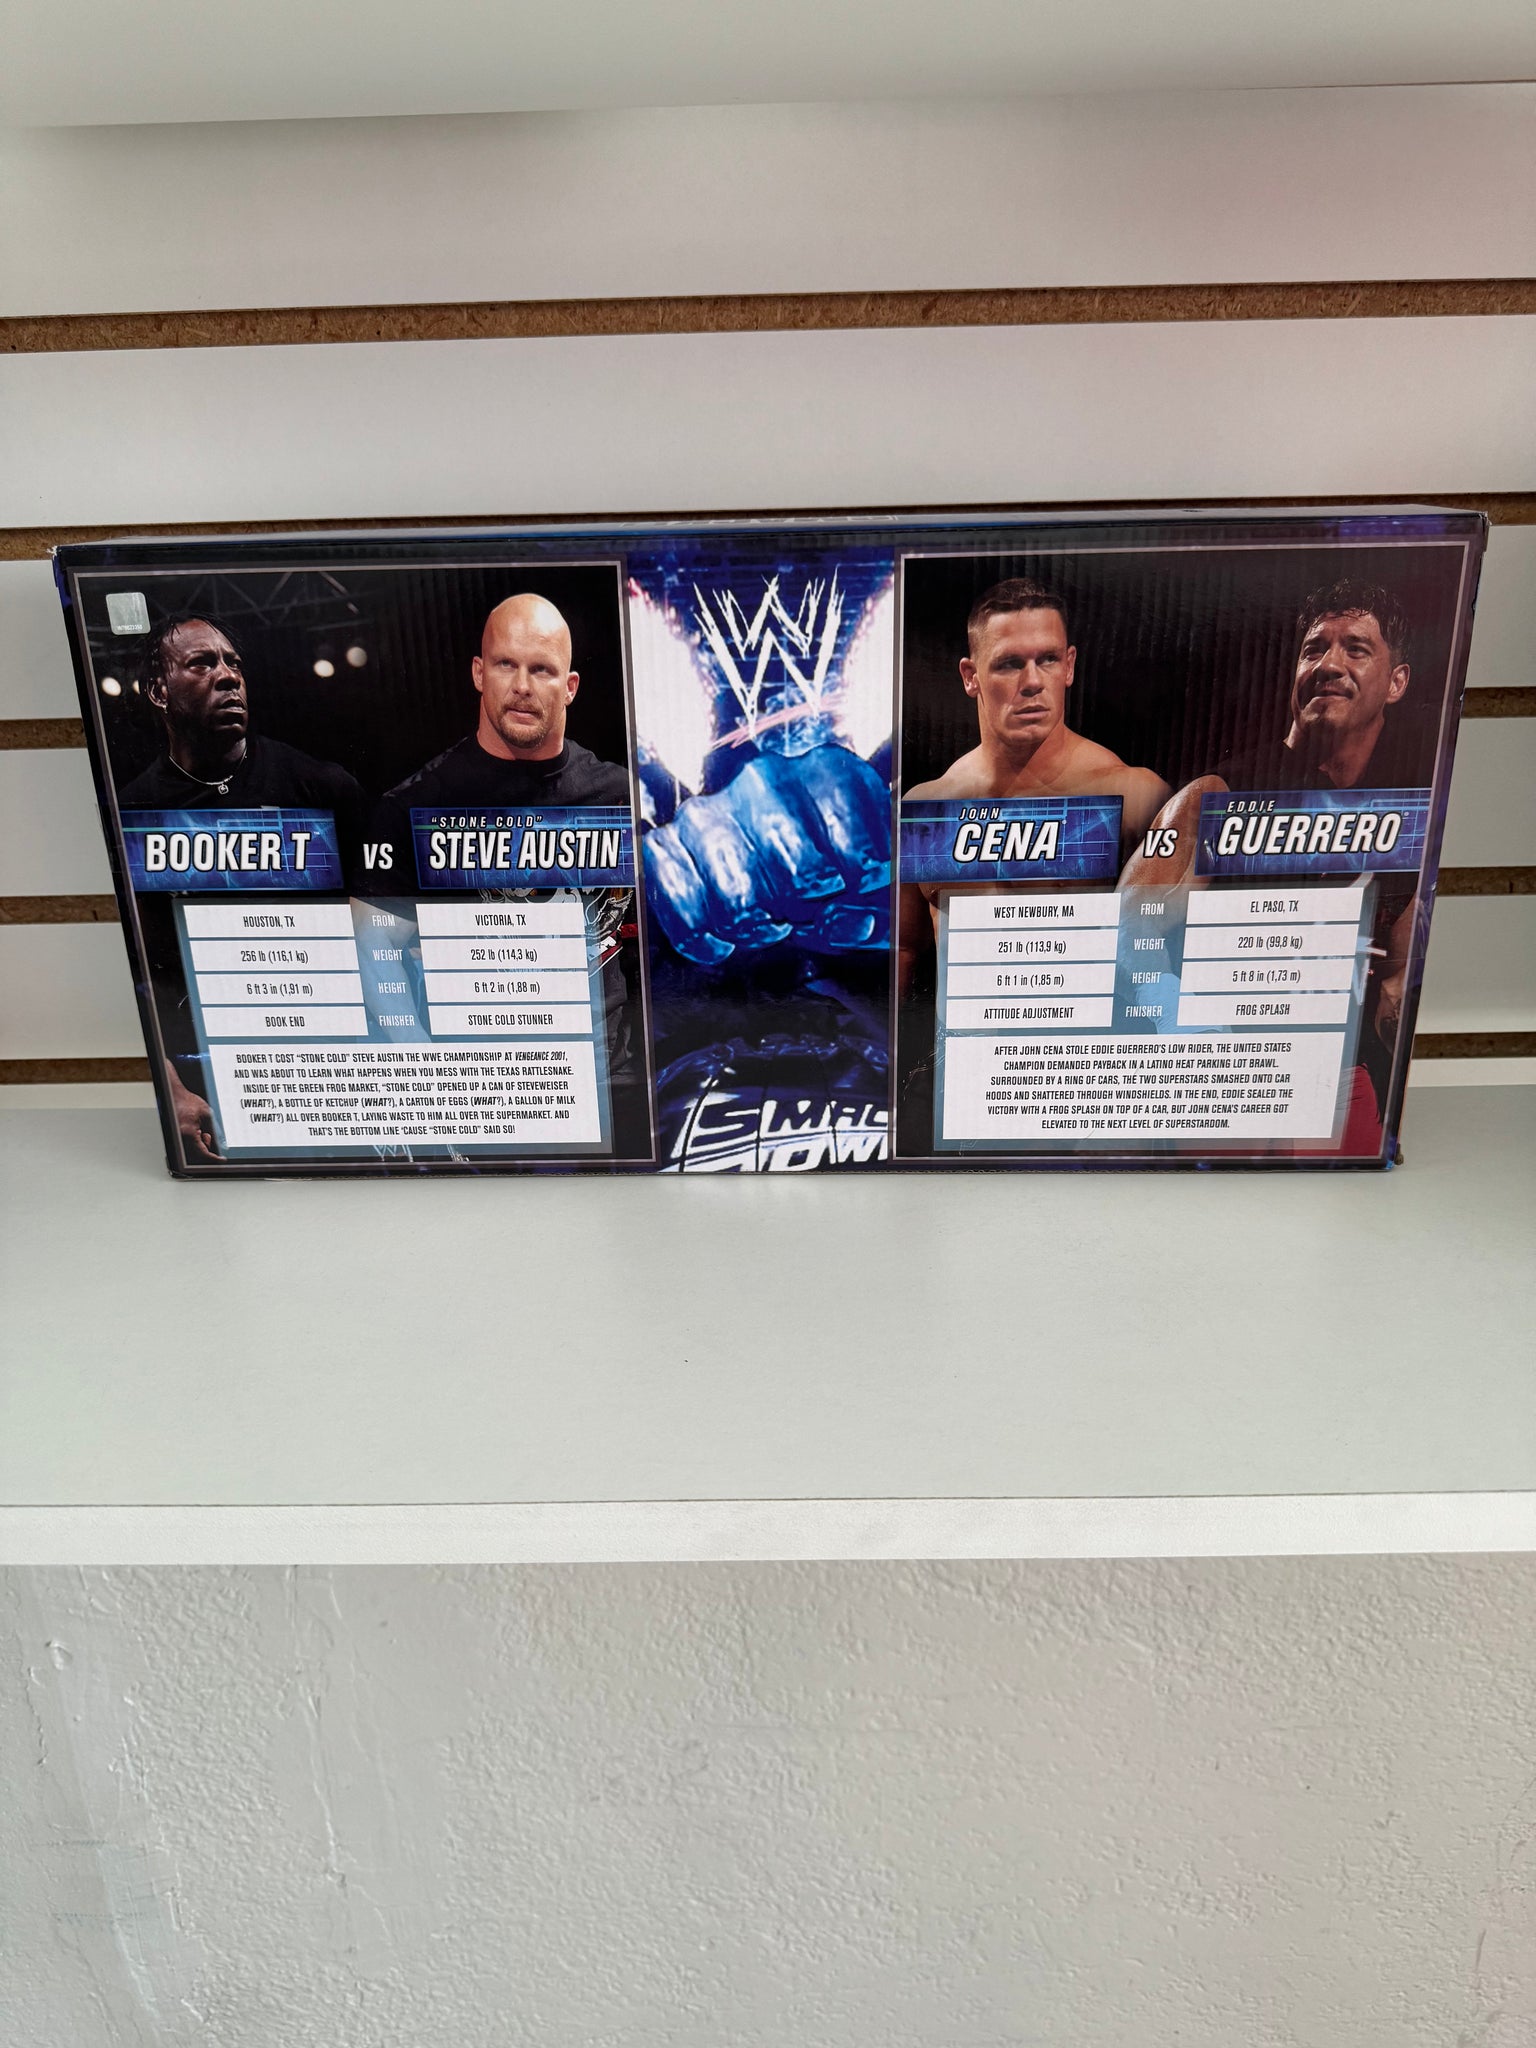 BOOKER T
VS
"STONE COLD"
STEVE AUSTIN
HOUSTON, TX
FROM
VICTORIA, TX
256 lb (116,1 kg)
WEIGHT
252 lb (114,3 kg)
6 ft 3 in (1,91 m)
HEIGHT
6 ft 2 in (1,88 m)
BOOK END
FINISHER
STONE COLD STUNNER
BOOKER T COST "STONE COLD" STEVE AUSTIN THE WWE CHAMPIONSHIP AT VENGEANCE 2001,
AND WAS ABOUT TO LEARN WHAT HAPPENS WHEN YOU MESS WITH THE TEXAS RATTLESNAKE.
INSIDE OF THE GREEN FROG MARKET, "STONE COLD" OPENED UP A CAN OF STEVEWEISER
(WHAT?), A BOTTLE OF KETCHUP (WHAT?), A CARTON OF EGGS (WHAT?), A GALLON OF MILK
(WHAT?) ALL OVER BOOKER T, LAYING WASTE TO HIM ALL OVER THE SUPERMARKET. AND
THAT'S THE BOTTOM LINE 'CAUSE "STONE COLD" SAID SO!
W
SMAC
DOWN
JOHN
CENA
VS
EDDIE
GUERRERO
WEST NEWBURY, MA
FROM
EL PASO, TX
251 lb (113,9 kg)
WEIGHT
220 lb (99,8 kg)
6 ft 1 in (1,85 m)
HEIGHT
5 ft 8 in (1,73 m)
ATTITUDE ADJUSTMENT
FINISHER
FROG SPLASH
AFTER JOHN CENA STOLE EDDIE GUERRERO'S LOW RIDER, THE UNITED STATES
CHAMPION DEMANDED PAYBACK IN A LATINO HEAT PARKING LOT BRAWL.
SURROUNDED BY A RING OF CARS, THE TWO SUPERSTARS SMASHED ONTO CAR
HOODS AND SHATTERED THROUGH WINDSHIELDS. IN THE END, EDDIE SEALED THE
VICTORY WITH A FROG SPLASH ON TOP OF A CAR, BUT JOHN CENA'S CAREER GOT
ELEVATED TO THE NEXT LEVEL OF SUPERSTARDOM.